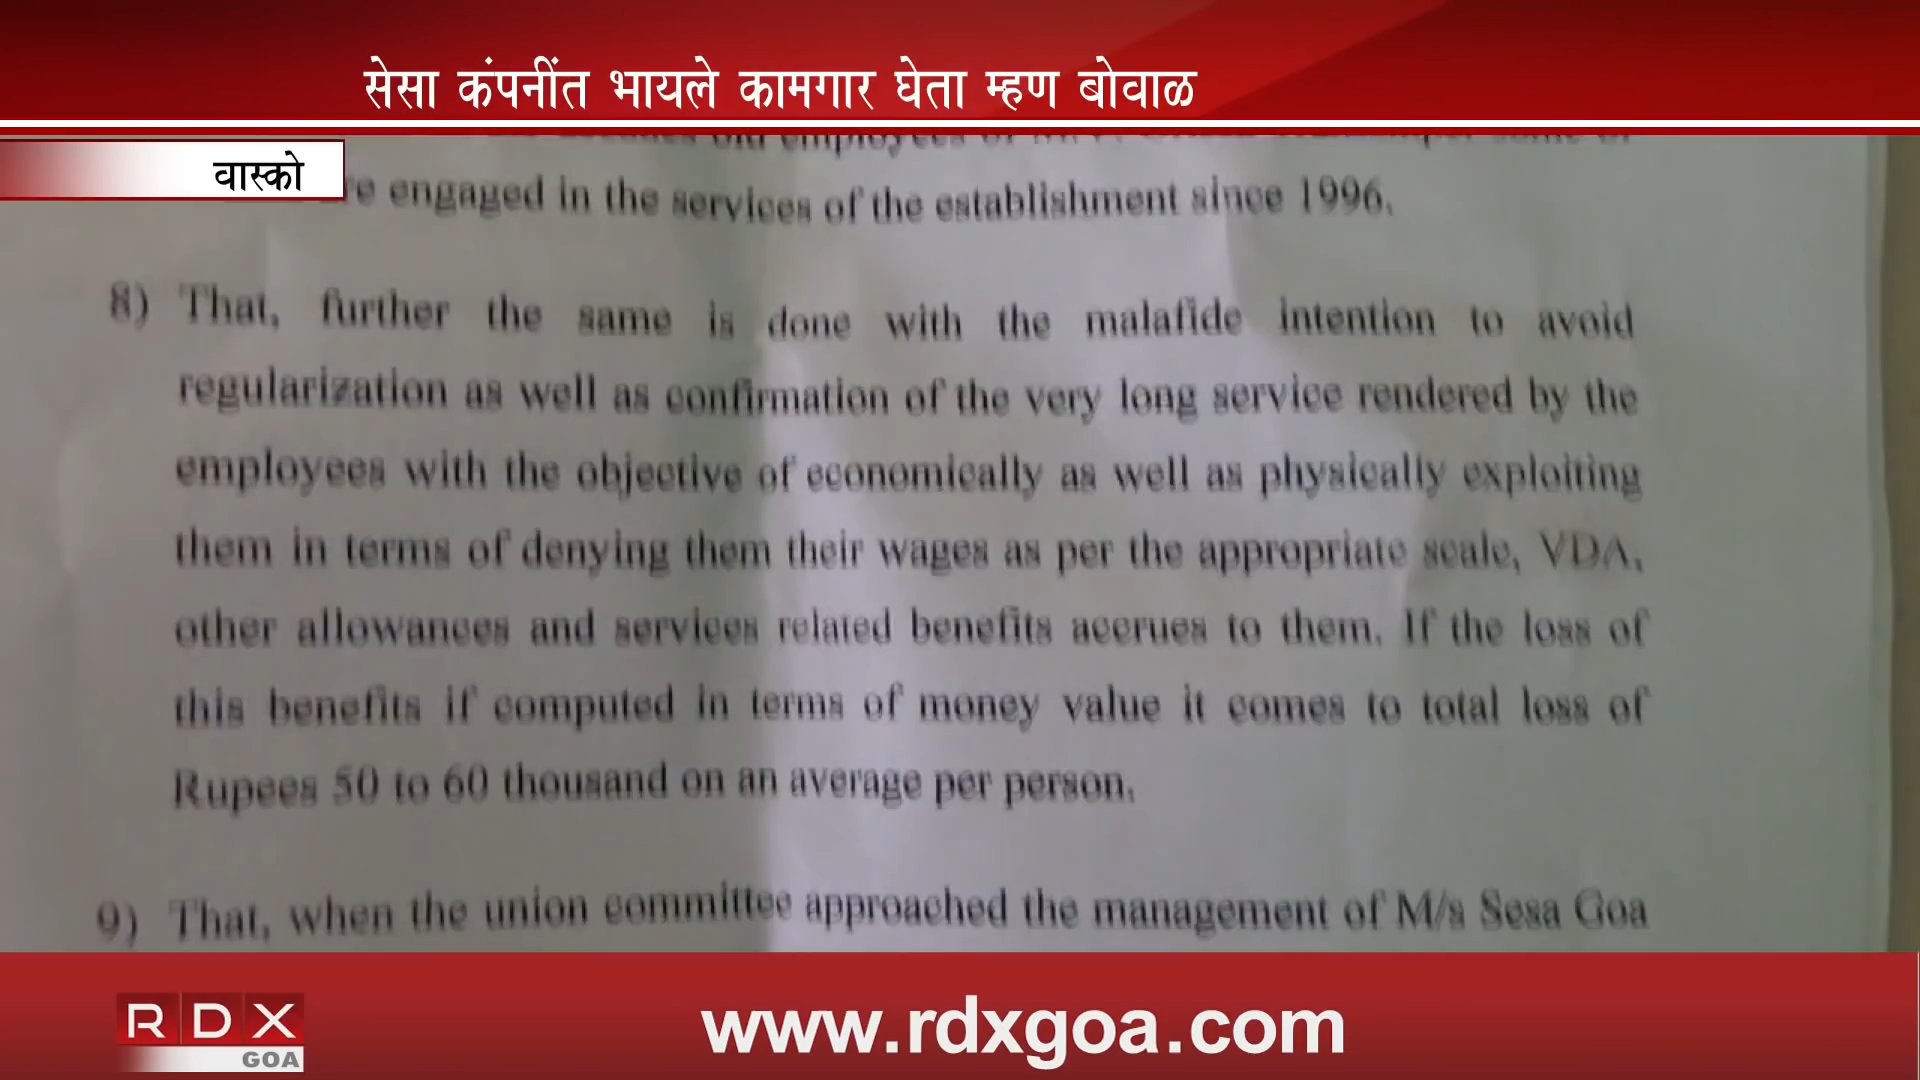 सेसा कंपनींत भायले कामगार घेता म्हण बोवाळ
वास्को
old employees of
re engaged in the services of the establishment since 1996.
8) That, further the same is done with the malafide intention to avoid
regularization as well as confirmation of the very long service rendered by the
employees with the objective of economically as well as physically exploiting
them in terms of denying them their wages as per the appropriate scale, VDA,
other allowances and services related benefits accrues to them. If the loss of
this benefits if computed in terms of money value it comes to total loss of
Rupees 50 to 60 thousand on an average per person.
9) That, when the union committee approached the management of M/s Sesa Goa
RDX
GOA
www.rdxgoa.com